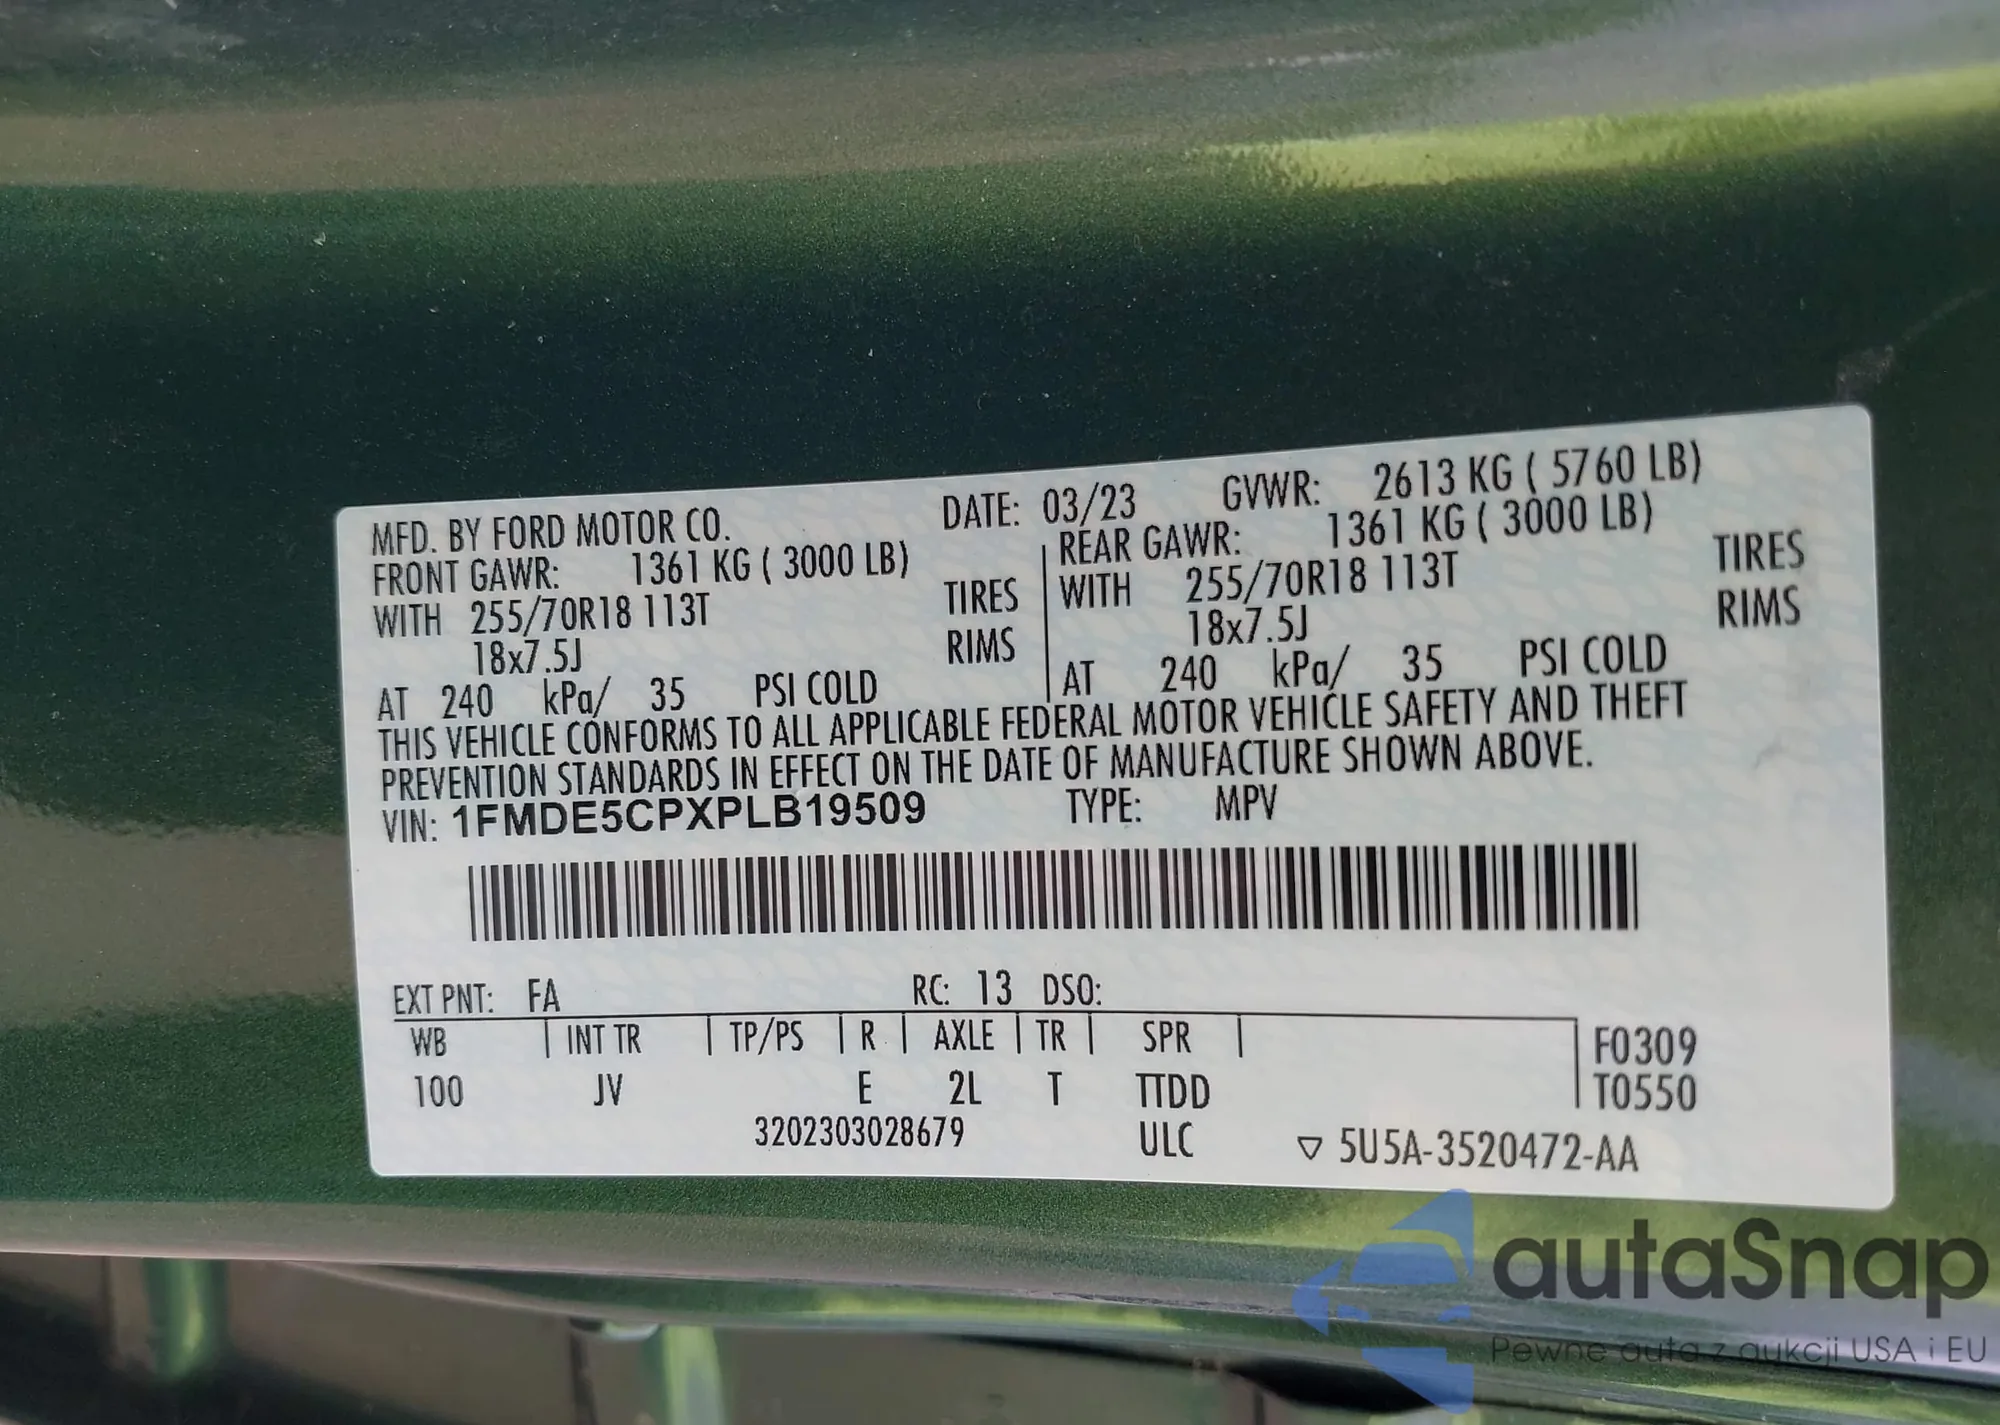 MFD. BY FORD MOTOR CO. DATE: 03/23 GVWR: 2613 KG ( 5760 LB)
FRONT GAWR: 1361 KG ( 3000 LB) REAR GAWR: 1361 KG ( 3000 LB)
WITH 255/70R18 113T TIRES WITH 255/70R18 113T TIRES
18x7.5J RIMS 18x7.5J RIMS
AT 240 kPa/ 35 PSI COLD AT 240 kPa/ 35 PSI COLD
THIS VEHICLE CONFORMS TO ALL APPLICABLE FEDERAL MOTOR VEHICLE SAFETY AND THEFT
PREVENTION STANDARDS IN EFFECT ON THE DATE OF MANUFACTURE SHOWN ABOVE.
VIN: 1FMDE5CPXPLB19509 TYPE: MPV
EXT PNT: FA RC: 13 DSO:
WB INT TR TP/PS R AXLE TR SPR F0309
100 JV E 2L T TTDD T0550
3202303028679 ULC ▽ 5U5A-3520472-AA
autaSnap
Pewne auta z aukcji USA i EU